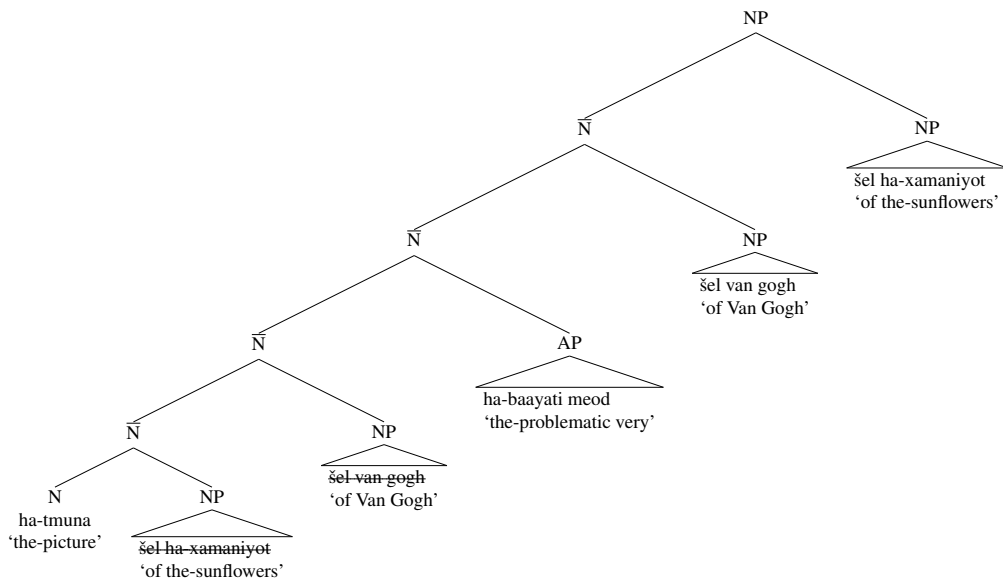 NP
N̅ NP
šel ha-xamaniyot
‘of the-sunflowers’
N̅ NP
šel van gogh
‘of Van Gogh’
N̅ AP
ha-baayati meod
‘the-problematic very’
N̅ NP
šel van gogh
‘of Van Gogh’
N NP
ha-tmuna
‘the-picture’
šel ha-xamaniyot
‘of the-sunflowers’